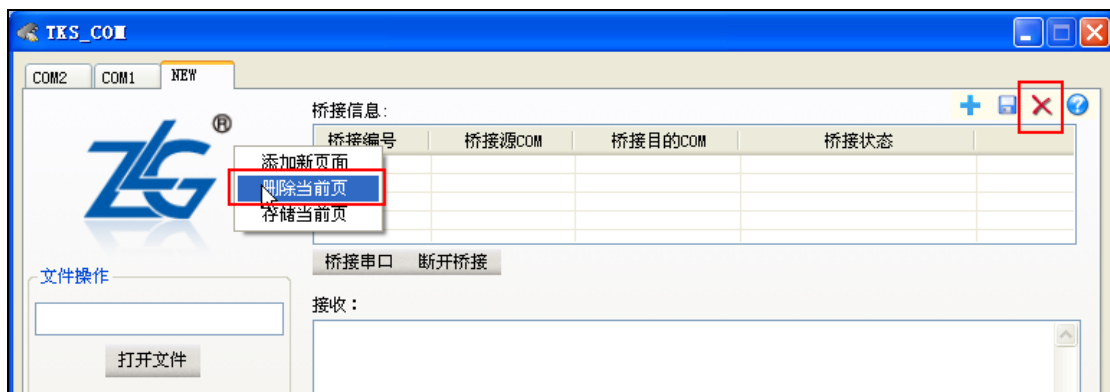 TKS_COM
COM2 COM1 NEW
桥接信息:
ZLG®
桥接编号 桥接源COM 桥接目的COM 桥接状态
添加新页面
删除当前页
存储当前页
桥接串口 断开桥接
文件操作
接收：
打开文件